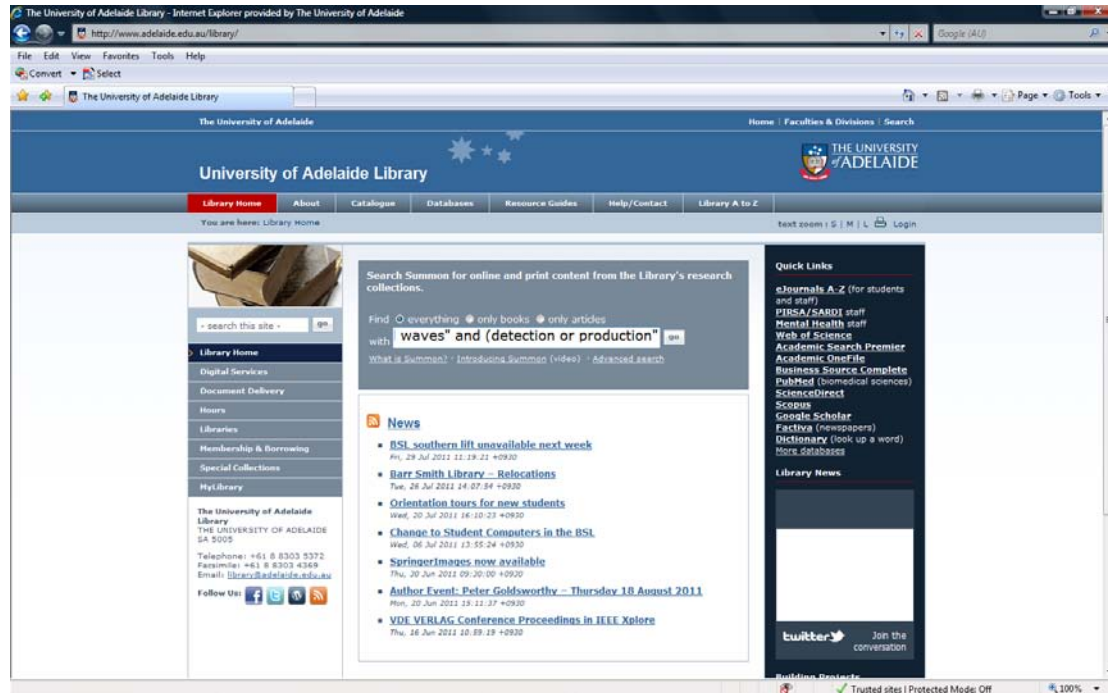 The University of Adelaide Library - Internet Explorer provided by The University of Adelaide
http://www.adelaide.edu.au/library/
Google (AU)
File Edit View Favorites Tools Help
Convert Select
The University of Adelaide Library
Page Tools
The University of Adelaide
Home | Faculties & Divisions | Search
THE UNIVERSITY
of ADELAIDE
University of Adelaide Library
Library Home About Catalogue Databases Resource Guides Help/Contact Library A to Z
You are here: Library Home
text zoom : S | M | L Login
- search this site - go
Library Home
Digital Services
Document Delivery
Hours
Libraries
Membership & Borrowing
Special Collections
MyLibrary
The University of Adelaide
Library
THE UNIVERSITY OF ADELAIDE
SA 5005
Telephone: +61 8 8303 5372
Facsimile: +61 8 8303 4369
Email: library@adelaide.edu.au
Follow Us:
Search Summon for online and print content from the Library's research
collections.
Find everything only books only articles
with waves" and (detection or production" go
What is Summon? · Introducing Summon (video) · Advanced search
News
BSL southern lift unavailable next week
Fri, 29 Jul 2011 11:19:21 +0930
Barr Smith Library – Relocations
Tue, 26 Jul 2011 14:07:54 +0930
Orientation tours for new students
Wed, 20 Jul 2011 16:10:23 +0930
Change to Student Computers in the BSL
Wed, 06 Jul 2011 13:55:24 +0930
SpringerImages now available
Thu, 30 Jun 2011 09:30:00 +0930
Author Event: Peter Goldsworthy – Thursday 18 August 2011
Mon, 20 Jun 2011 15:11:37 +0930
VDE VERLAG Conference Proceedings in IEEE Xplore
Thu, 16 Jun 2011 10:59:19 +0930
Quick Links
eJournals A-Z (for students
and staff)
PIRSA/SARDI staff
Mental Health staff
Web of Science
Academic Search Premier
Academic OneFile
Business Source Complete
PubMed (biomedical sciences)
ScienceDirect
Scopus
Google Scholar
Factiva (newspapers)
Dictionary (look up a word)
More databases
Library News
twitter Join the
conversation
Building Projects
Trusted sites | Protected Mode: Off 100%